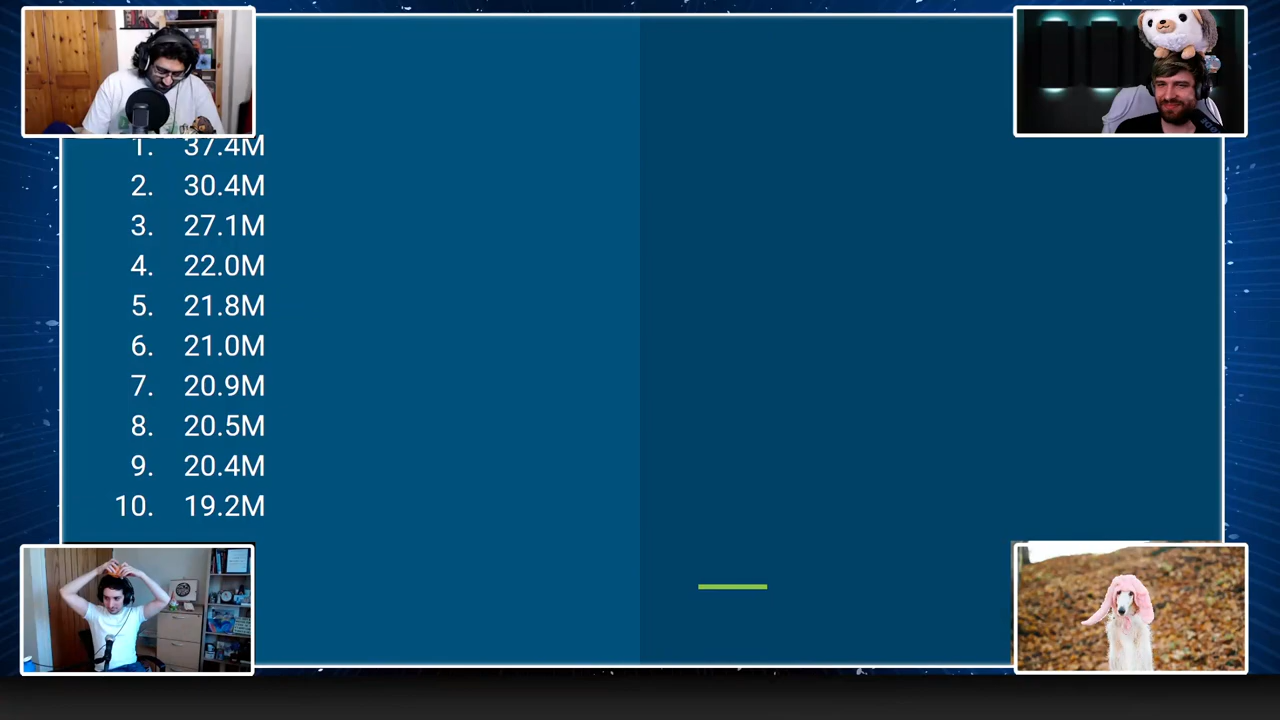 1. 37.4M
2. 30.4M
3. 27.1M
4. 22.0M
5. 21.8M
6. 21.0M
7. 20.9M
8. 20.5M
9. 20.4M
10. 19.2M